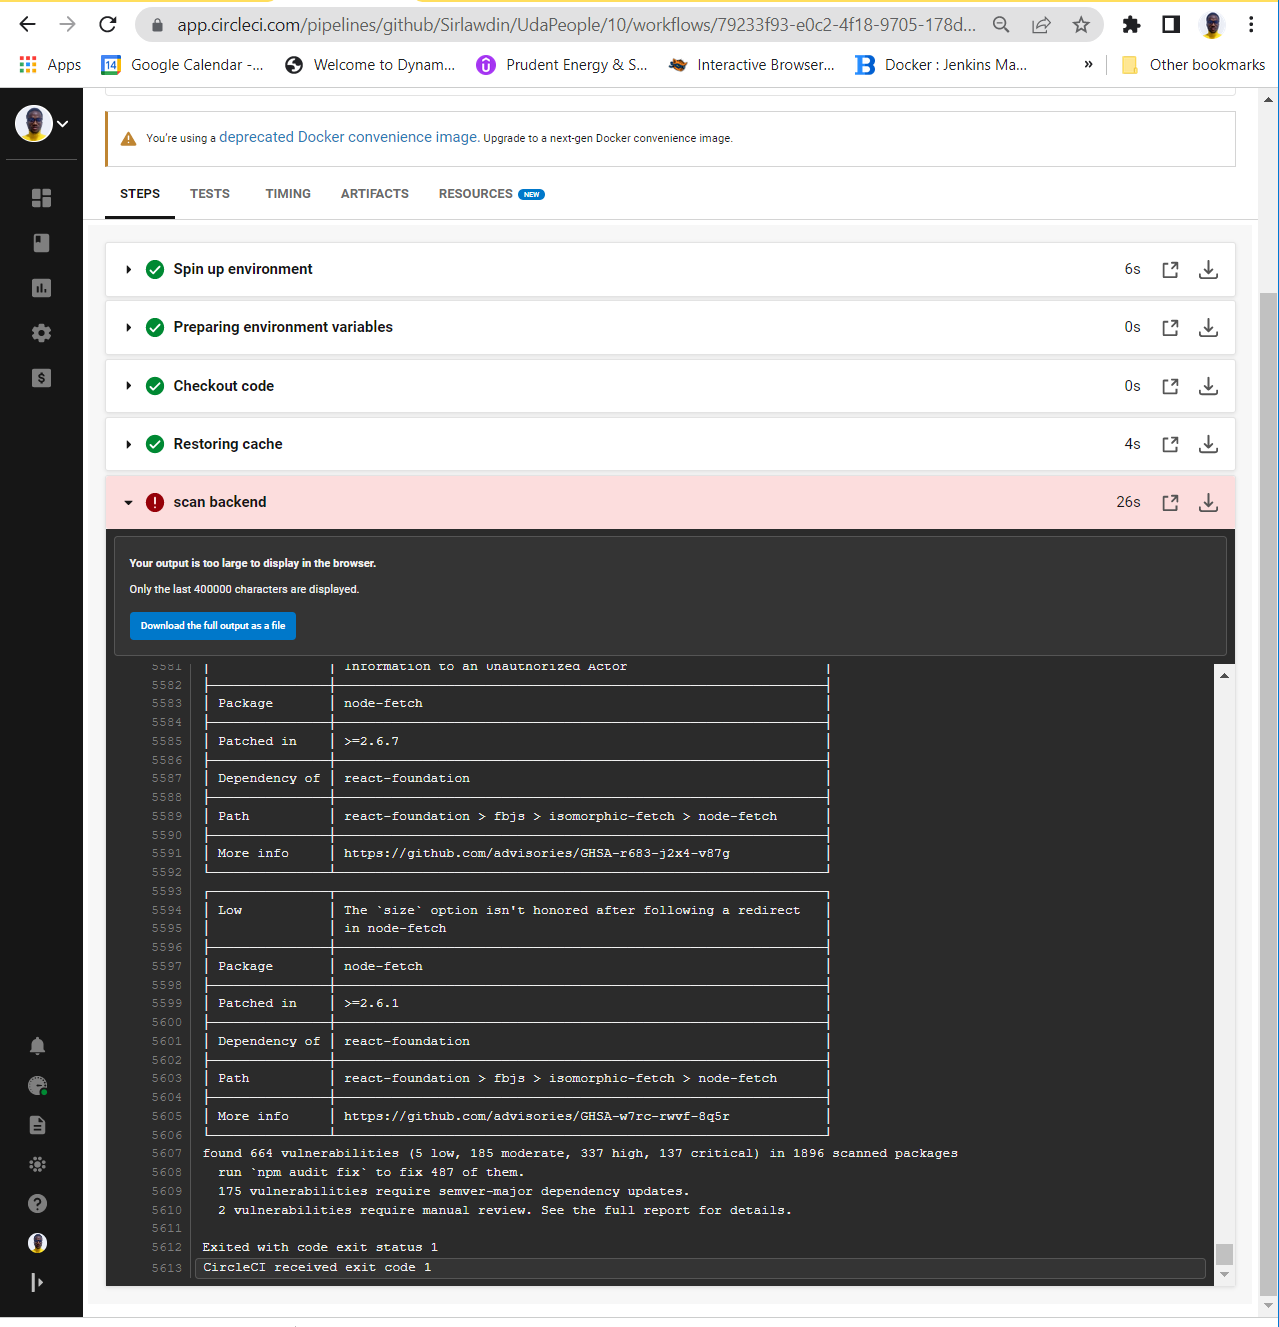 app.circleci.com/pipelines/github/Sirlawdin/UdaPeople/10/workflows/79233f93-e0c2-4f18-9705-178d...
Apps
14
Google Calendar -...
Welcome to Dynam...
Prudent Energy & S...
Interactive Browser...
Docker : Jenkins Ma...
»
Other bookmarks
You're using a deprecated Docker convenience image. Upgrade to a next-gen Docker convenience image.
STEPS
TESTS
TIMING
ARTIFACTS
RESOURCES NEW
Spin up environment 6s
Preparing environment variables 0s
Checkout code 0s
Restoring cache 4s
scan backend 26s
Your output is too large to display in the browser.
Only the last 400000 characters are displayed.
Download the full output as a file
5581 Information to an Unauthorized Actor
5582
5583 Package node-fetch
5584
5585 Patched in >=2.6.7
5586
5587 Dependency of react-foundation
5588
5589 Path react-foundation > fbjs > isomorphic-fetch > node-fetch
5590
5591 More info https://github.com/advisories/GHSA-r683-j2x4-v87g
5592
5593
5594 Low The `size` option isn't honored after following a redirect
5595 in node-fetch
5596
5597 Package node-fetch
5598
5599 Patched in >=2.6.1
5600
5601 Dependency of react-foundation
5602
5603 Path react-foundation > fbjs > isomorphic-fetch > node-fetch
5604
5605 More info https://github.com/advisories/GHSA-w7rc-rwvf-8q5r
5606
5607 found 664 vulnerabilities (5 low, 185 moderate, 337 high, 137 critical) in 1896 scanned packages
5608 run `npm audit fix` to fix 487 of them.
5609 175 vulnerabilities require semver-major dependency updates.
5610 2 vulnerabilities require manual review. See the full report for details.
5611
5612 Exited with code exit status 1
5613 CircleCI received exit code 1